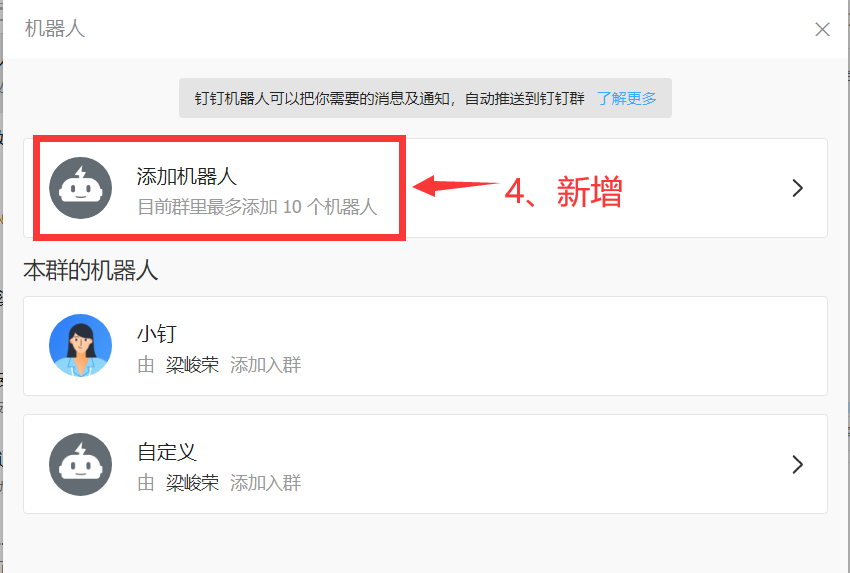 机器人
钉钉机器人可以把你需要的消息及通知，自动推送到钉钉群 了解更多
添加机器人
目前群里最多添加 10 个机器人
4、新增
本群的机器人
小钉
由 梁峻荣 添加入群
自定义
由 梁峻荣 添加入群